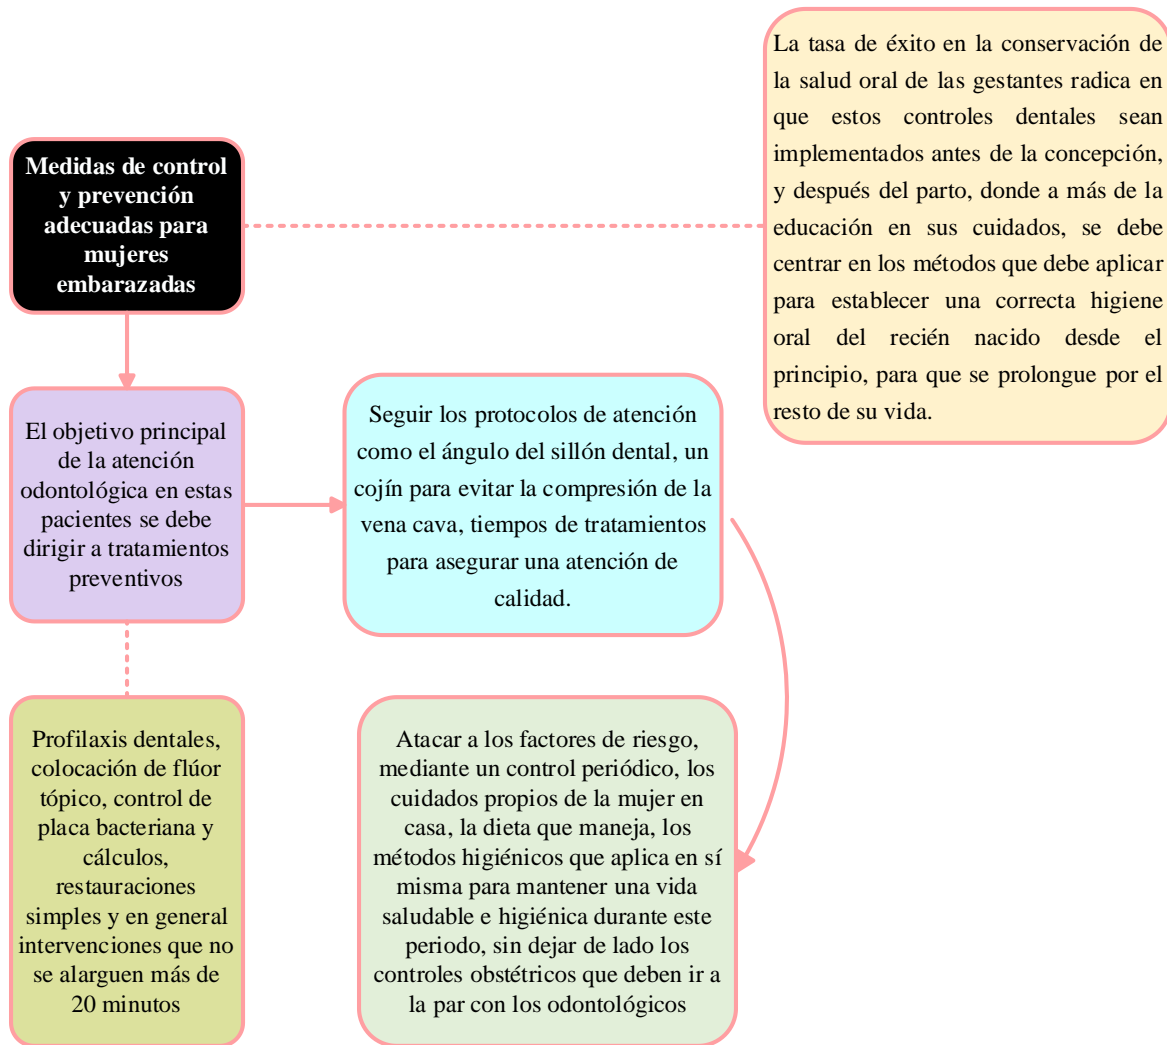 Medidas de control
y prevención
adecuadas para
mujeres
embarazadas
La tasa de éxito en la conservación de
la salud oral de las gestantes radica en
que estos controles dentales sean
implementados antes de la concepción,
y después del parto, donde a más de la
educación en sus cuidados, se debe
centrar en los métodos que debe aplicar
para establecer una correcta higiene
oral del recién nacido desde el
principio, para que se prolongue por el
resto de su vida.
El objetivo principal
de la atención
odontológica en estas
pacientes se debe
dirigir a tratamientos
preventivos
Seguir los protocolos de atención
como el ángulo del sillón dental, un
cojín para evitar la compresión de la
vena cava, tiempos de tratamientos
para asegurar una atención de
calidad.
Profilaxis dentales,
colocación de flúor
tópico, control de
placa bacteriana y
cálculos,
restauraciones
simples y en general
intervenciones que no
se alarguen más de
20 minutos
Atacar a los factores de riesgo,
mediante un control periódico, los
cuidados propios de la mujer en
casa, la dieta que maneja, los
métodos higiénicos que aplica en sí
misma para mantener una vida
saludable e higiénica durante este
periodo, sin dejar de lado los
controles obstétricos que deben ir a
la par con los odontológicos